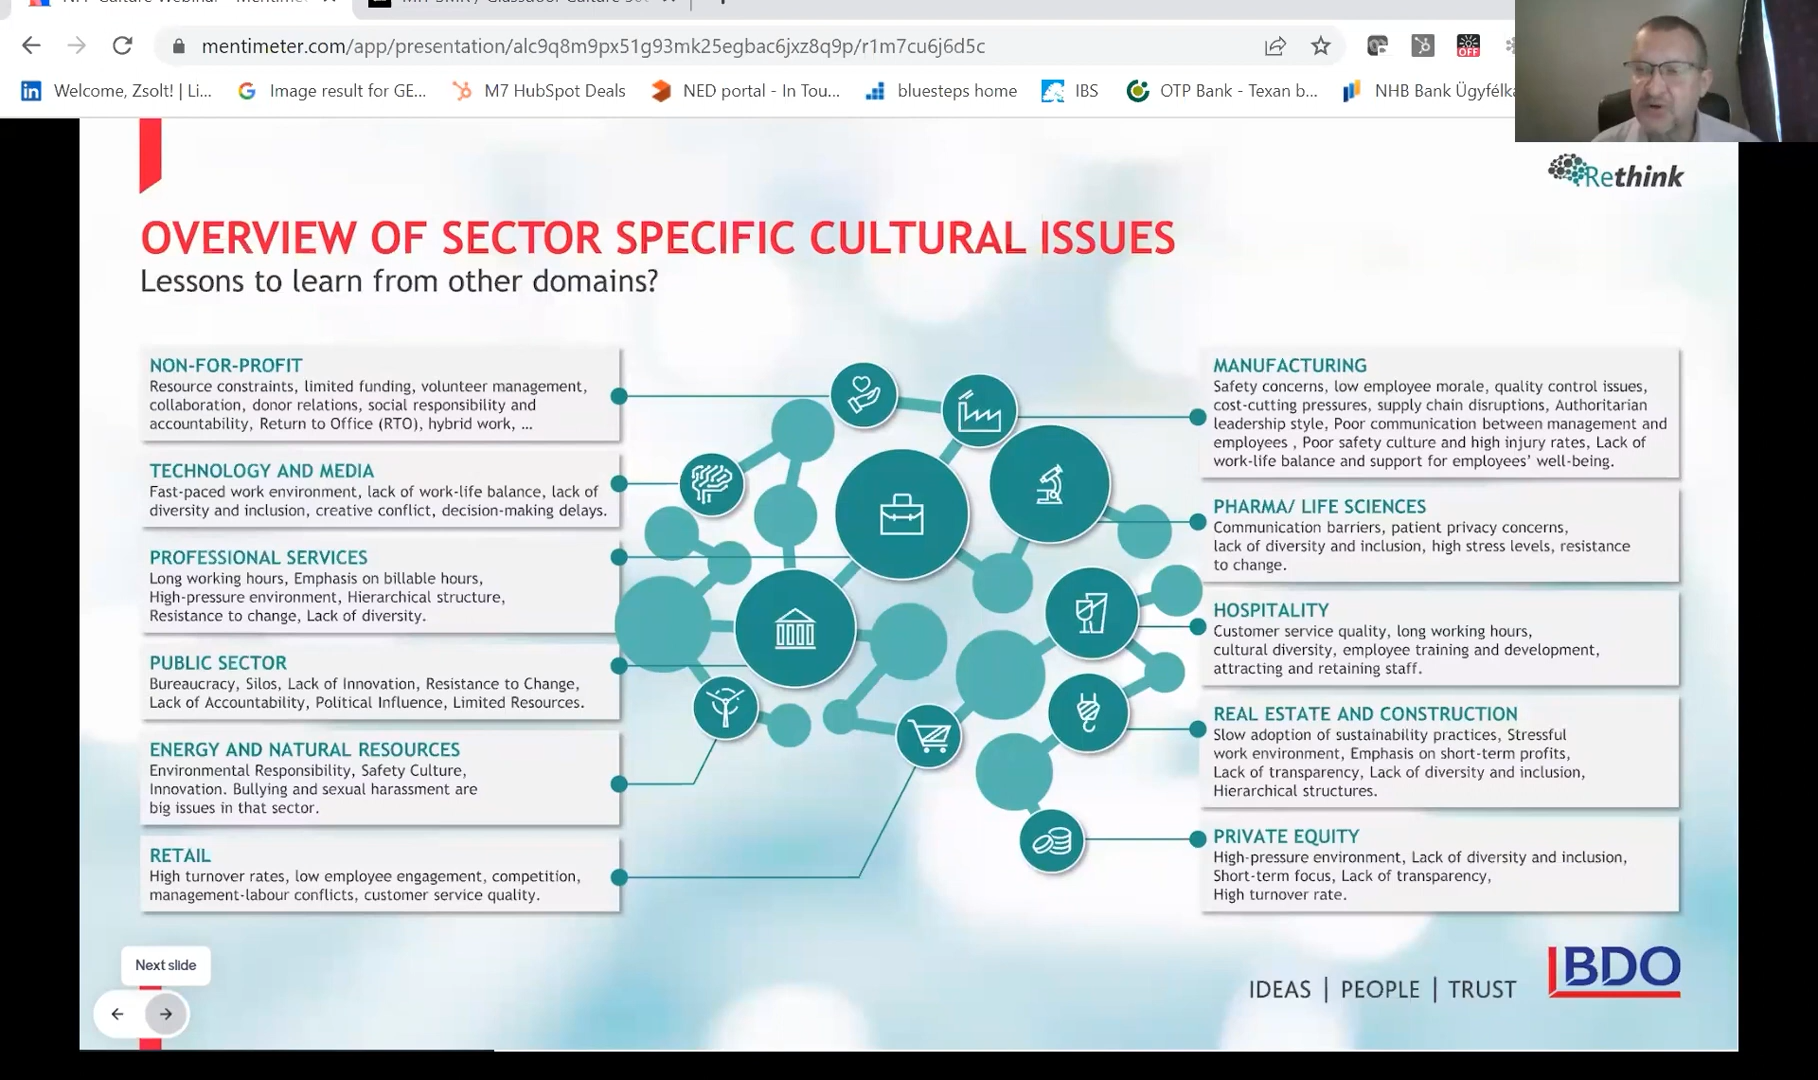 mentimeter.com/app/presentation/alc9q8m9px51g93mk25egbac6jxz8q9p/r1m7cu6j6d5c
OFF
Welcome, Zsolt! | Li...
Image result for GE...
M7 HubSpot Deals
NED portal - In Tou...
bluesteps home
IBS
OTP Bank - Texan b...
NHB Bank Ügyfélka
Rethink
OVERVIEW OF SECTOR SPECIFIC CULTURAL ISSUES
Lessons to learn from other domains?
NON-FOR-PROFIT
Resource constraints, limited funding, volunteer management,
collaboration, donor relations, social responsibility and
accountability, Return to Office (RTO), hybrid work, ...
TECHNOLOGY AND MEDIA
Fast-paced work environment, lack of work-life balance, lack of
diversity and inclusion, creative conflict, decision-making delays.
PROFESSIONAL SERVICES
Long working hours, Emphasis on billable hours,
High-pressure environment, Hierarchical structure,
Resistance to change, Lack of diversity.
PUBLIC SECTOR
Bureaucracy, Silos, Lack of Innovation, Resistance to Change,
Lack of Accountability, Political Influence, Limited Resources.
ENERGY AND NATURAL RESOURCES
Environmental Responsibility, Safety Culture,
Innovation. Bullying and sexual harassment are
big issues in that sector.
RETAIL
High turnover rates, low employee engagement, competition,
management-labour conflicts, customer service quality.
MANUFACTURING
Safety concerns, low employee morale, quality control issues,
cost-cutting pressures, supply chain disruptions, Authoritarian
leadership style, Poor communication between management and
employees , Poor safety culture and high injury rates, Lack of
work-life balance and support for employees' well-being.
PHARMA/ LIFE SCIENCES
Communication barriers, patient privacy concerns,
lack of diversity and inclusion, high stress levels, resistance
to change.
HOSPITALITY
Customer service quality, long working hours,
cultural diversity, employee training and development,
attracting and retaining staff.
REAL ESTATE AND CONSTRUCTION
Slow adoption of sustainability practices, Stressful
work environment, Emphasis on short-term profits,
Lack of transparency, Lack of diversity and inclusion,
Hierarchical structures.
PRIVATE EQUITY
High-pressure environment, Lack of diversity and inclusion,
Short-term focus, Lack of transparency,
High turnover rate.
Next slide
IDEAS | PEOPLE | TRUST
BDO